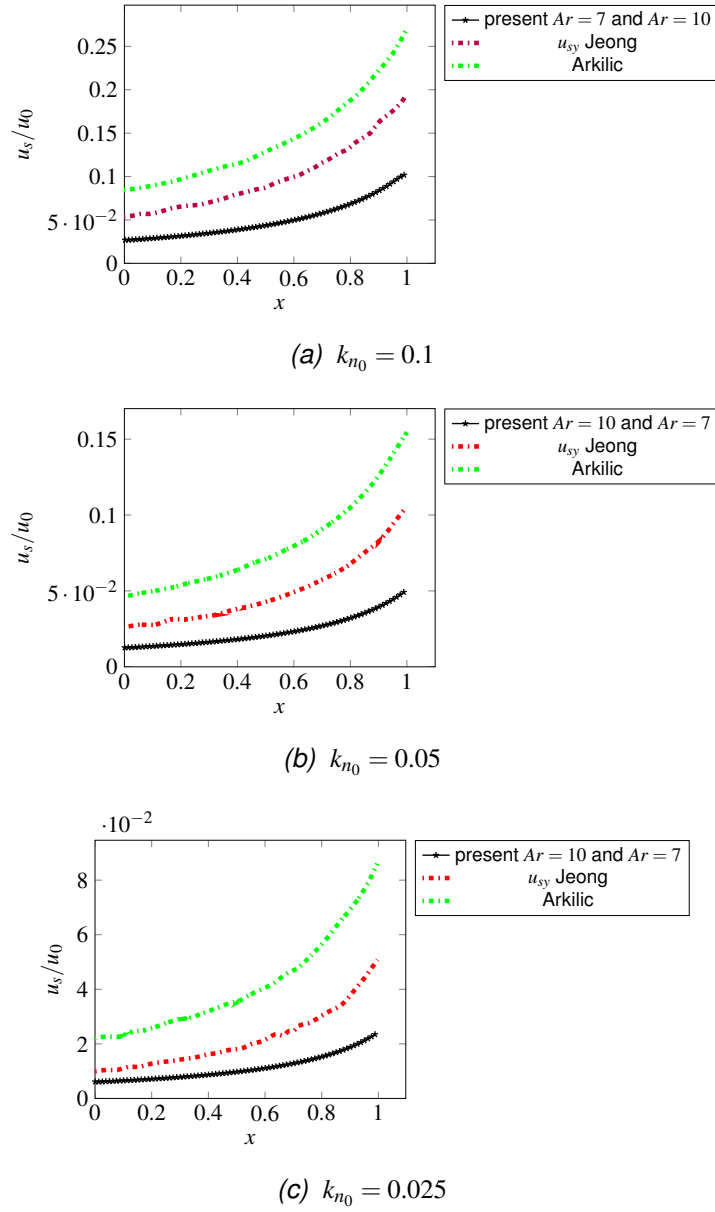 0.25
0.2
0.15
0.1
5 · 10⁻²
0
u_s/u_0
0 0.2 0.4 0.6 0.8 1
x
present Ar = 7 and Ar = 10
u_sy Jeong
Arkilic
(a) k_n₀ = 0.1
0.15
0.1
5 · 10⁻²
0
u_s/u_0
0 0.2 0.4 0.6 0.8 1
x
present Ar = 10 and Ar = 7
u_sy Jeong
Arkilic
(b) k_n₀ = 0.05
·10⁻²
8
6
4
2
0
u_s/u_0
0 0.2 0.4 0.6 0.8 1
x
present Ar = 10 and Ar = 7
u_sy Jeong
Arkilic
(c) k_n₀ = 0.025